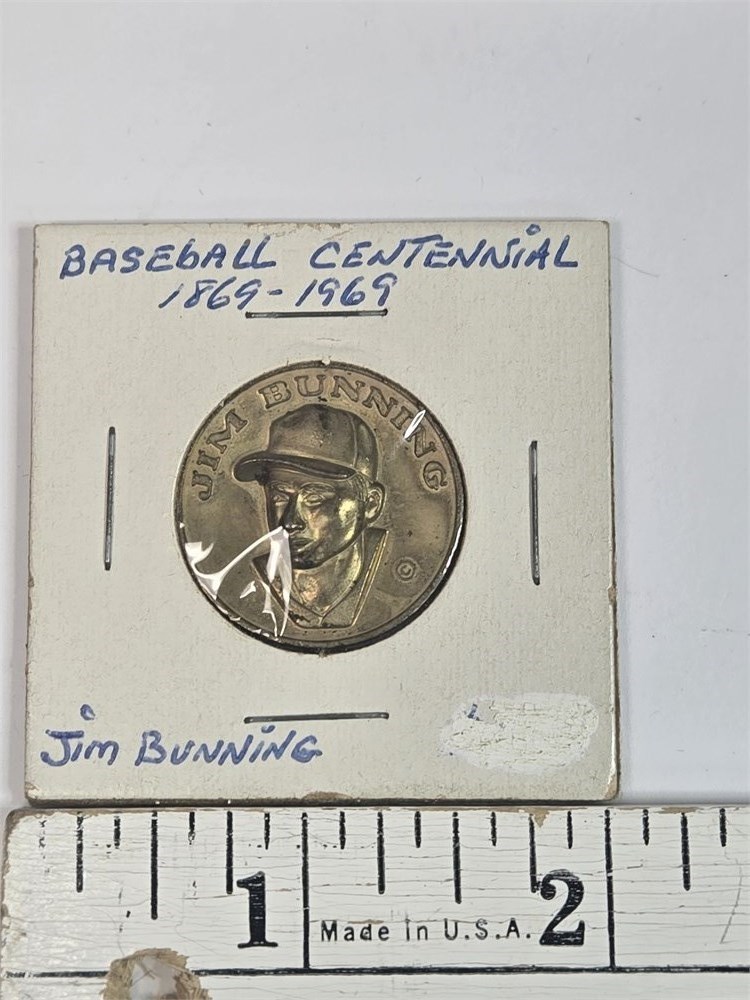 BASEBALL CENTENNIAL
1869-1969
JIM BUNNING
©
Jim BUNNING
1 Made in U.S.A. 2